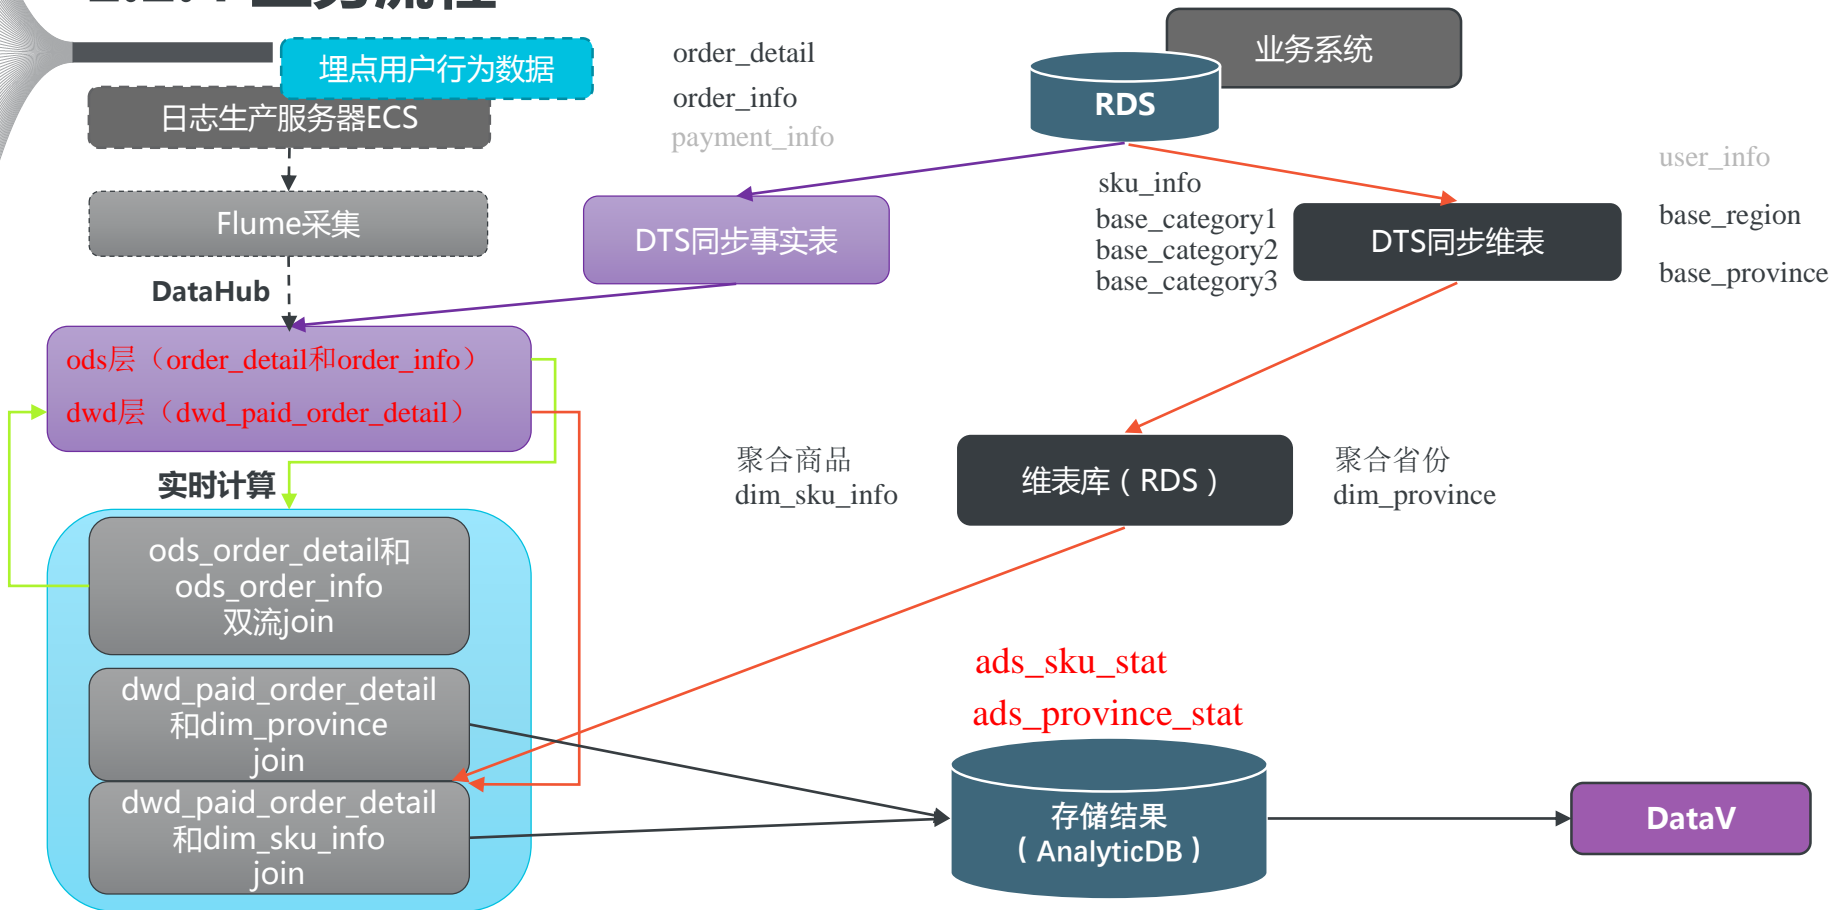 埋点用户行为数据
日志生产服务器ECS
Flume采集
DataHub
order_detail
order_info
payment_info
业务系统
RDS
DTS同步事实表
sku_info
base_category1
base_category2
base_category3
DTS同步维表
user_info
base_region
base_province
ods层（order_detail和order_info）
dwd层（dwd_paid_order_detail）
实时计算
ods_order_detail和
ods_order_info
双流join
dwd_paid_order_detail
和dim_province
join
dwd_paid_order_detail
和dim_sku_info
join
聚合商品
dim_sku_info
维表库（RDS）
聚合省份
dim_province
ads_sku_stat
ads_province_stat
存储结果
（AnalyticDB）
DataV